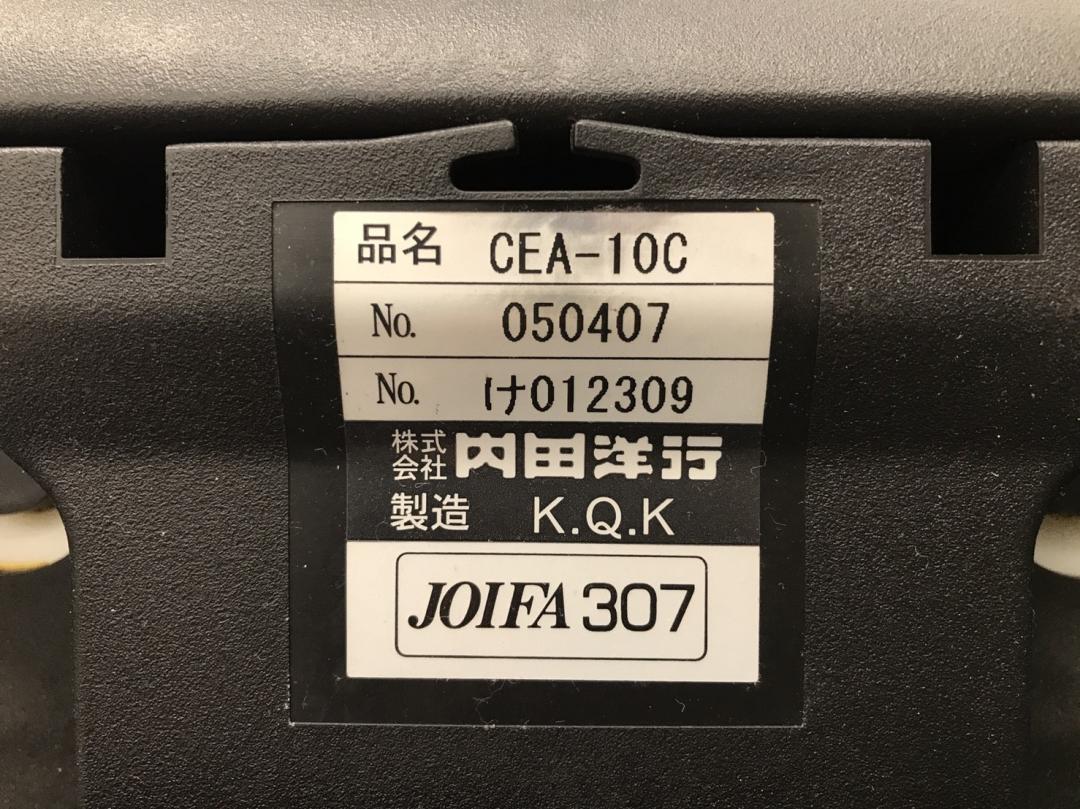 品名 CEA-10C
No. 050407
No. け012309
株式会社 内田洋行
製造 K.Q.K
JOIFA 307